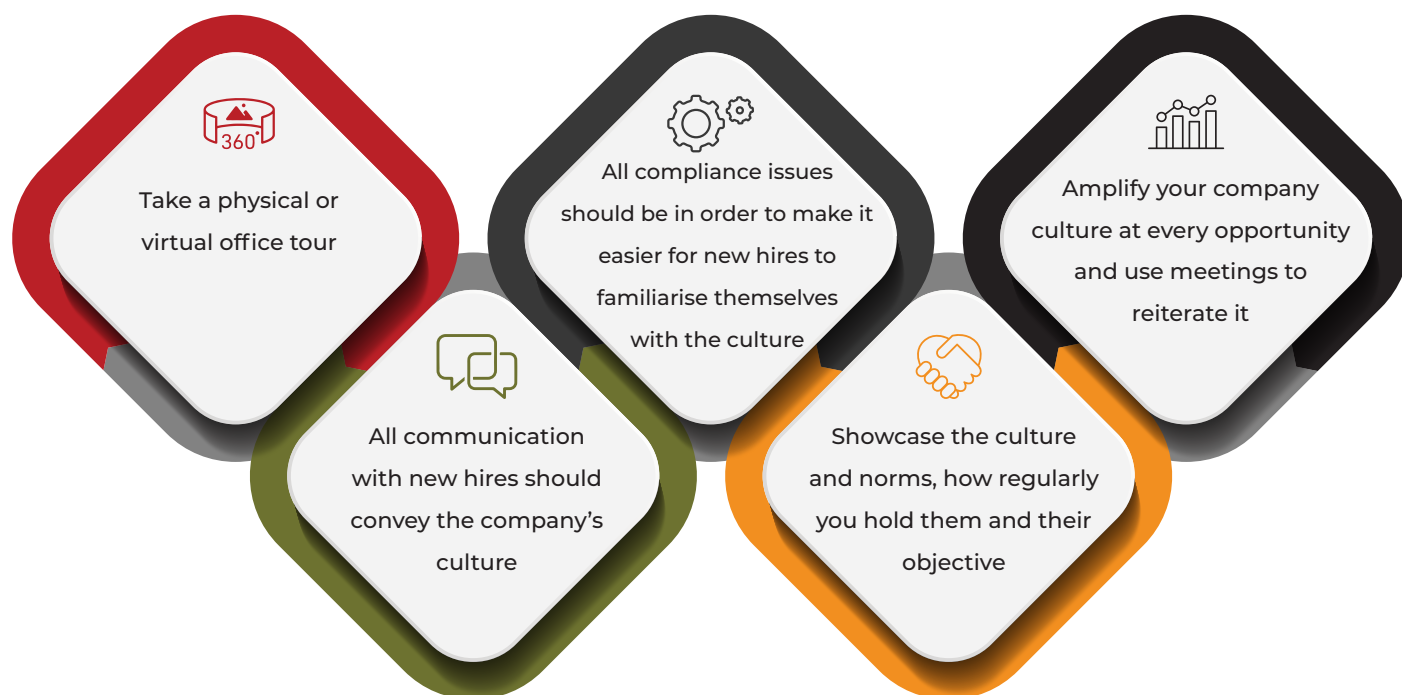 360°
Take a physical or
virtual office tour
All communication
with new hires should
convey the company's
culture
All compliance issues
should be in order to make it
easier for new hires to
familiarise themselves
with the culture
Showcase the culture
and norms, how regularly
you hold them and their
objective
Amplify your company
culture at every opportunity
and use meetings to
reiterate it